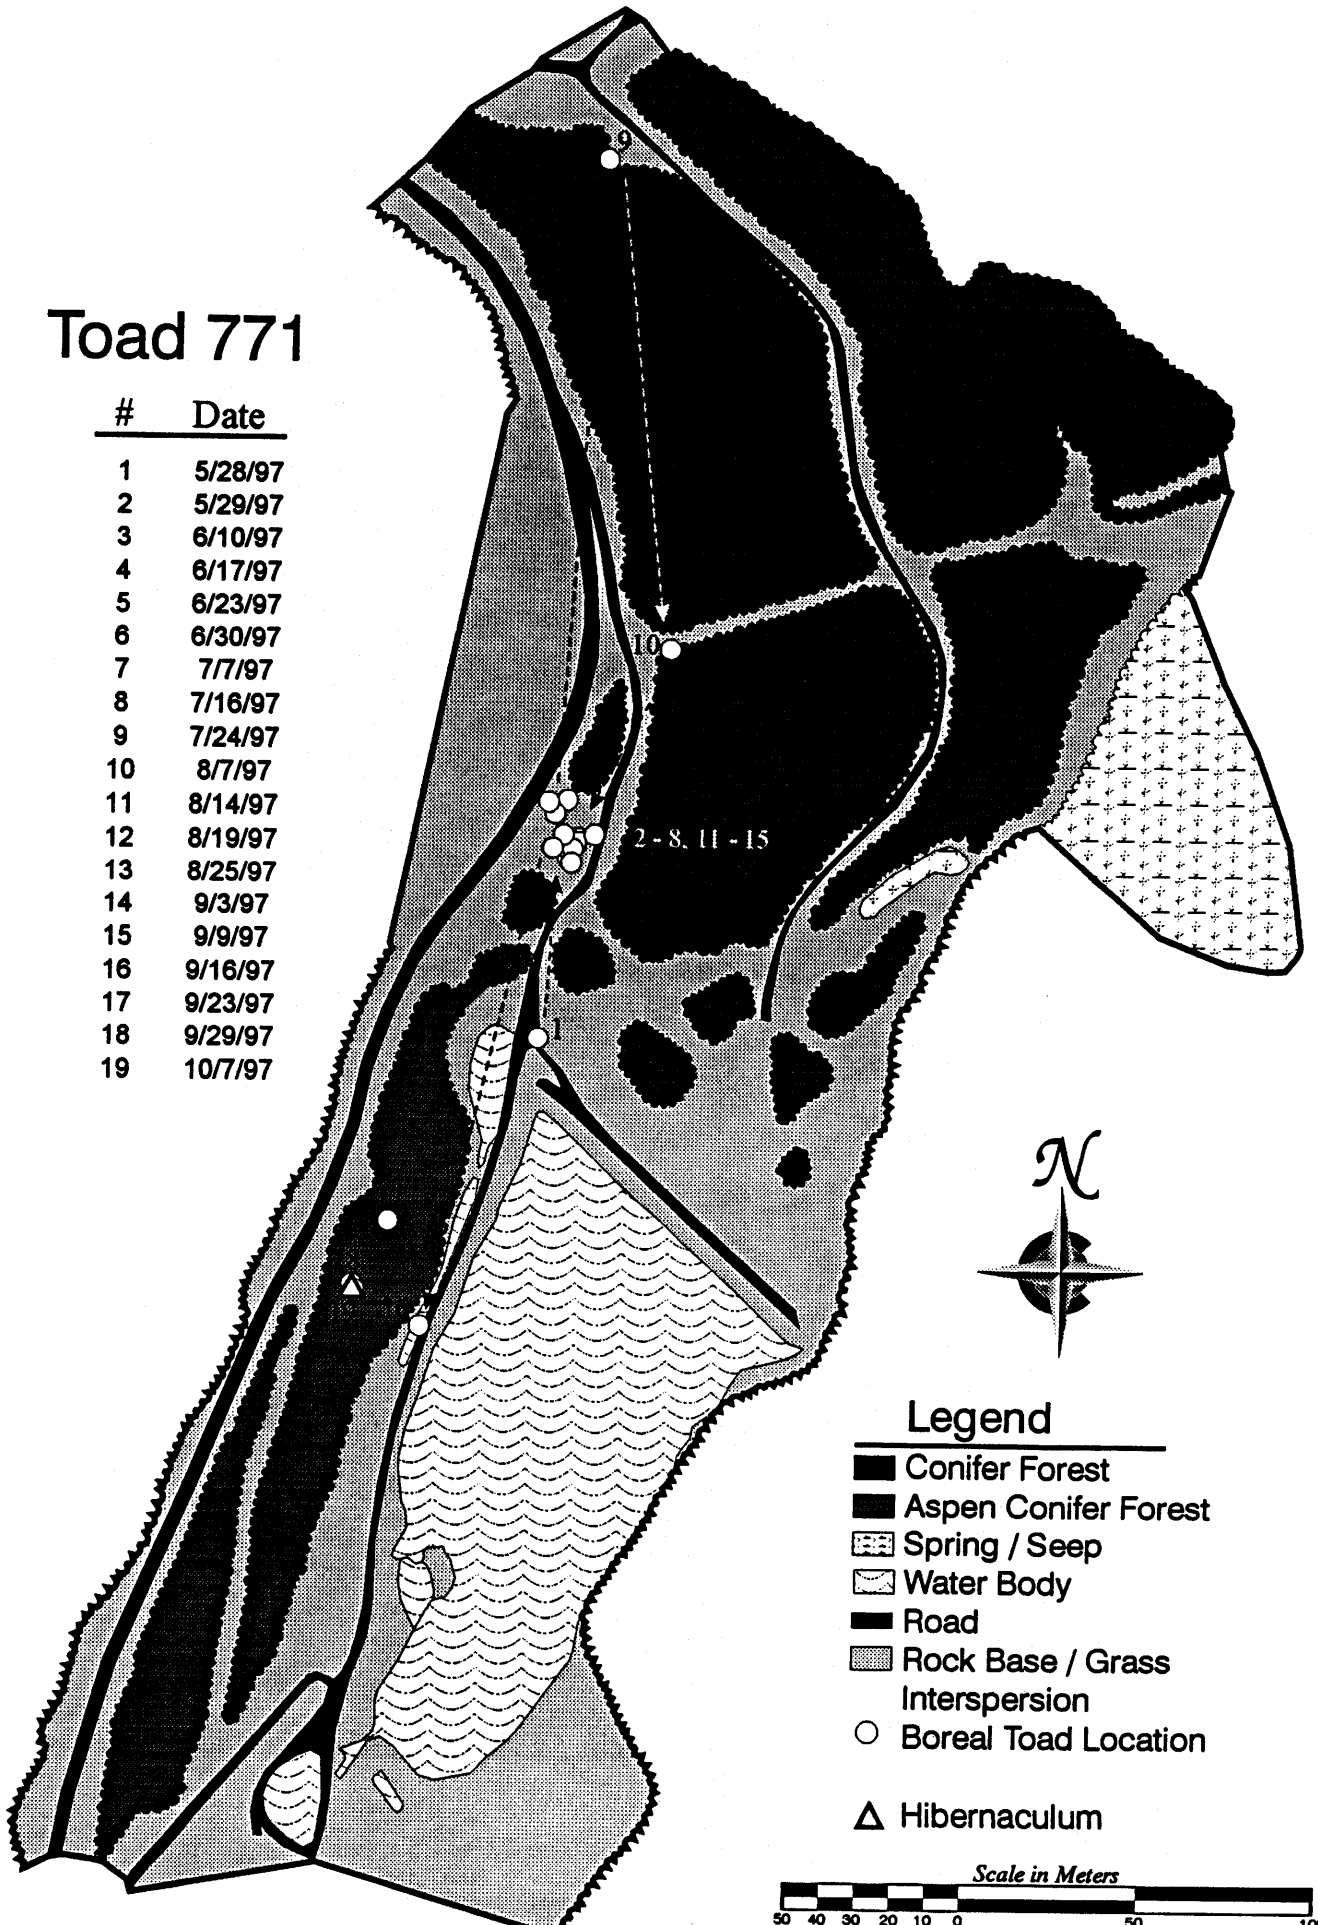 9
Toad 771
# Date
1 5/28/97
2 5/29/97
3 6/10/97
4 6/17/97
5 6/23/97
6 6/30/97
7 7/7/97
8 7/16/97
9 7/24/97
10 8/7/97
11 8/14/97
12 8/19/97
13 8/25/97
14 9/3/97
15 9/9/97
16 9/16/97
17 9/23/97
18 9/29/97
19 10/7/97
10
2 - 8, 11 - 15
1
N
Legend
Conifer Forest
Aspen Conifer Forest
Spring / Seep
Water Body
Road
Rock Base / Grass
Interspersion
Boreal Toad Location
Hibernaculum
Scale in Meters
50 40 30 20 10 0 50